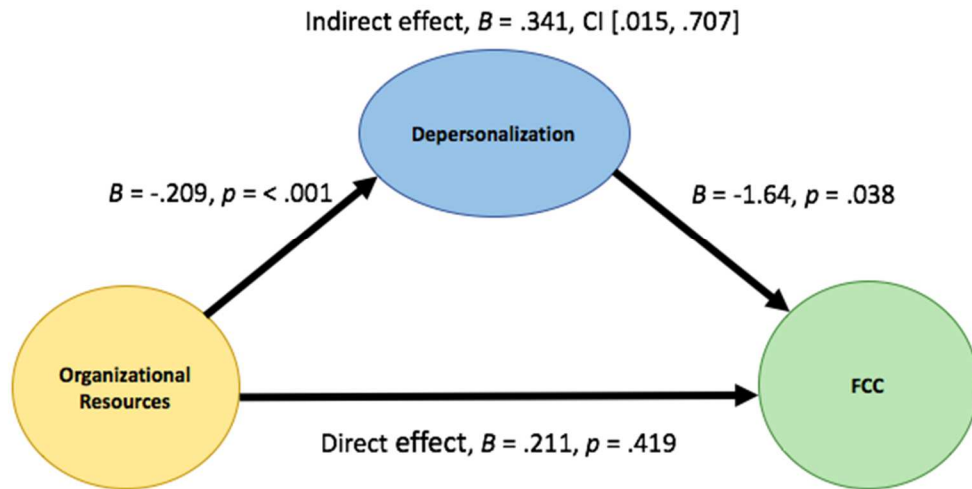 Indirect effect, B = .341, CI [.015, .707]
Depersonalization
B = -.209, p = < .001
B = -1.64, p = .038
Organizational
Resources
FCC
Direct effect, B = .211, p = .419